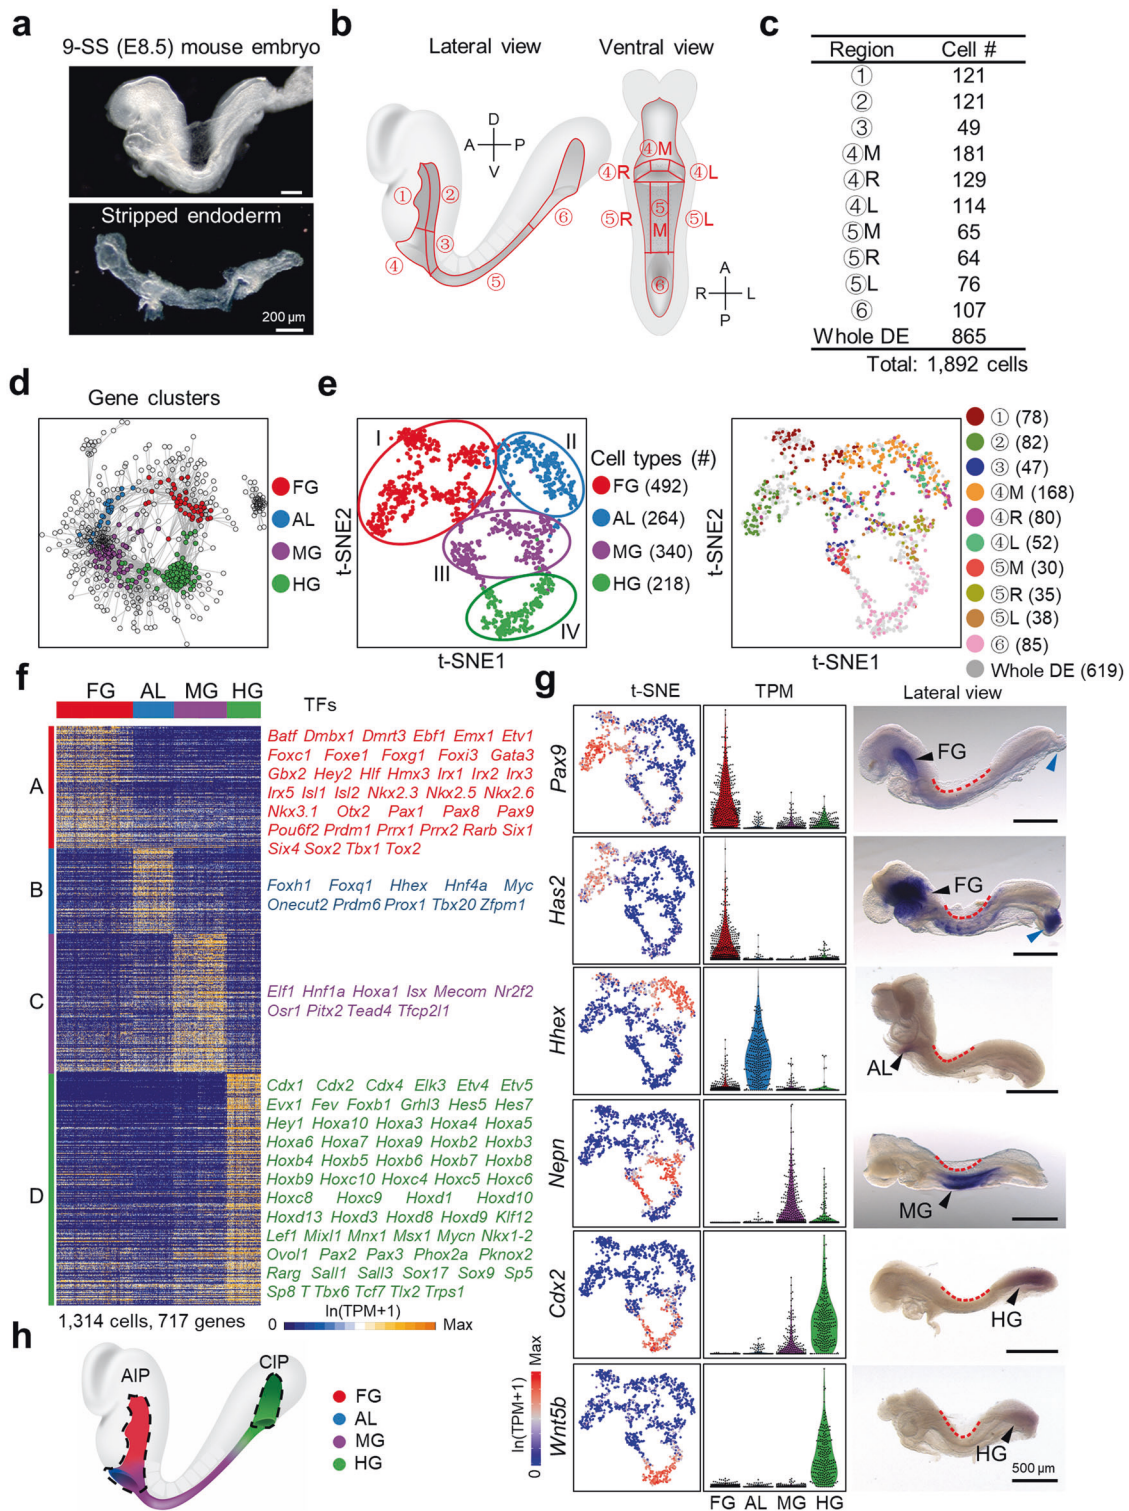 a
9-SS (E8.5) mouse embryo
Stripped endoderm
200 µm
b
Lateral view
Ventral view
D
A P
V
①
②
③
④
⑤
⑥
④M
④R
④L
⑤R
⑤
M
⑤L
⑥
A
R L
P
c
Region Cell #
① 121
② 121
③ 49
④M 181
④R 129
④L 114
⑤M 65
⑤R 64
⑤L 76
⑥ 107
Whole DE 865
Total: 1,892 cells
d
Gene clusters
FG
AL
MG
HG
e
I
II
III
IV
t-SNE2
t-SNE1
Cell types (#)
FG (492)
AL (264)
MG (340)
HG (218)
t-SNE2
t-SNE1
① (78)
② (82)
③ (47)
④M (168)
④R (80)
④L (52)
⑤M (30)
⑤R (35)
⑤L (38)
⑥ (85)
Whole DE (619)
f
FG AL MG HG
TFs
A
Batf Dmbx1 Dmrt3 Ebf1 Emx1 Etv1
Foxc1 Foxe1 Foxg1 Foxi3 Gata3
Gbx2 Hey2 Hlf Hmx3 Irx1 Irx2 Irx3
Irx5 Isl1 Isl2 Nkx2.3 Nkx2.5 Nkx2.6
Nkx3.1 Otx2 Pax1 Pax8 Pax9
Pou6f2 Prdm1 Prrx1 Prrx2 Rarb Six1
Six4 Sox2 Tbx1 Tox2
B
Foxh1 Foxq1 Hhex Hnf4a Myc
Onecut2 Prdm6 Prox1 Tbx20 Zfpm1
C
Elf1 Hnf1a Hoxa1 Isx Mecom Nr2f2
Osr1 Pitx2 Tead4 Tfcp2l1
D
Cdx1 Cdx2 Cdx4 Elk3 Etv4 Etv5
Evx1 Fev Foxb1 Grhl3 Hes5 Hes7
Hey1 Hoxa10 Hoxa3 Hoxa4 Hoxa5
Hoxa6 Hoxa7 Hoxa9 Hoxb2 Hoxb3
Hoxb4 Hoxb5 Hoxb6 Hoxb7 Hoxb8
Hoxb9 Hoxc10 Hoxc4 Hoxc5 Hoxc6
Hoxc8 Hoxc9 Hoxd1 Hoxd10
Hoxd13 Hoxd3 Hoxd8 Hoxd9 Klf12
Lef1 Mixl1 Mnx1 Msx1 Mycn Nkx1-2
Ovol1 Pax2 Pax3 Phox2a Pknox2
Rarg Sall1 Sall3 Sox17 Sox9 Sp5
Sp8 T Tbx6 Tcf7 Tlx2 Trps1
1,314 cells, 717 genes
ln(TPM+1)
0 Max
g
t-SNE TPM Lateral view
Pax9
FG
Has2
FG
Hhex
AL
Nepn
MG
Cdx2
HG
Wnt5b
HG
500 µm
0 ln(TPM+1) Max
FG AL MG HG
h
AIP
CIP
FG
AL
MG
HG